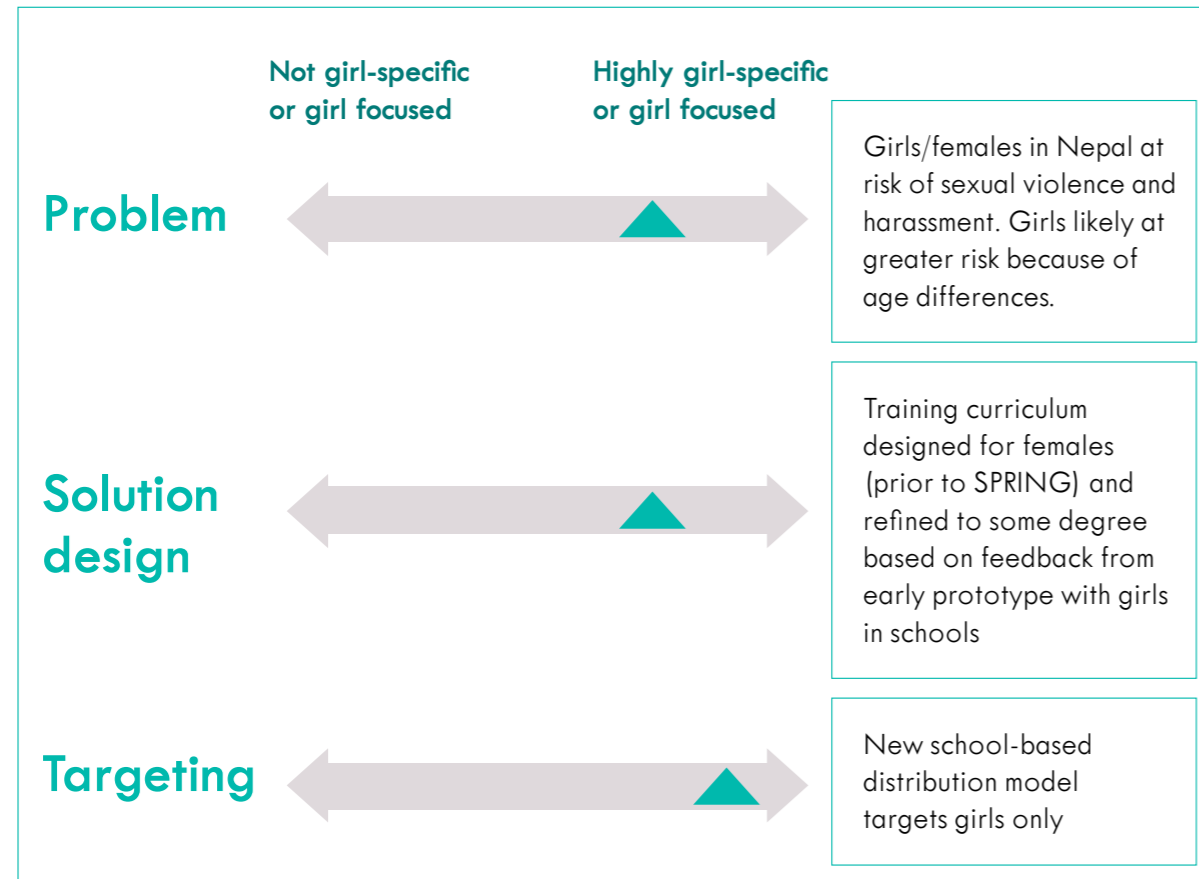 Not girl-specific
or girl focused
Highly girl-specific
or girl focused
Problem
Girls/females in Nepal at
risk of sexual violence and
harassment. Girls likely at
greater risk because of
age differences.
Solution
design
Training curriculum
designed for females
(prior to SPRING) and
refined to some degree
based on feedback from
early prototype with girls
in schools
Targeting
New school-based
distribution model
targets girls only